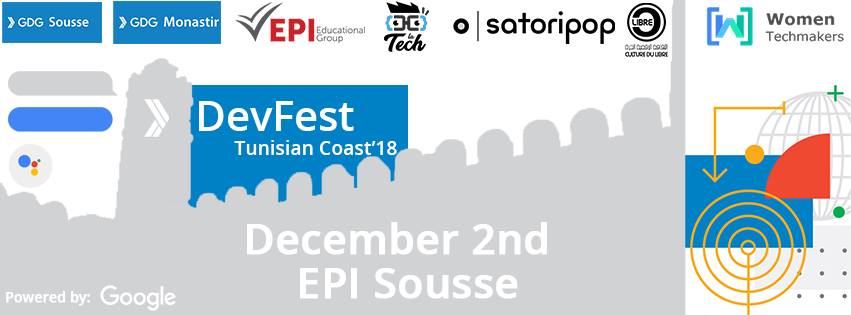 GDG Sousse
GDG Monastir
EPI Educational
Group
In
Tech
satoripop
LIBRE
CULTURE DU LIBRE
Women
Techmakers
DevFest
Tunisian Coast'18
December 2nd
EPI Sousse
Powered by: Google